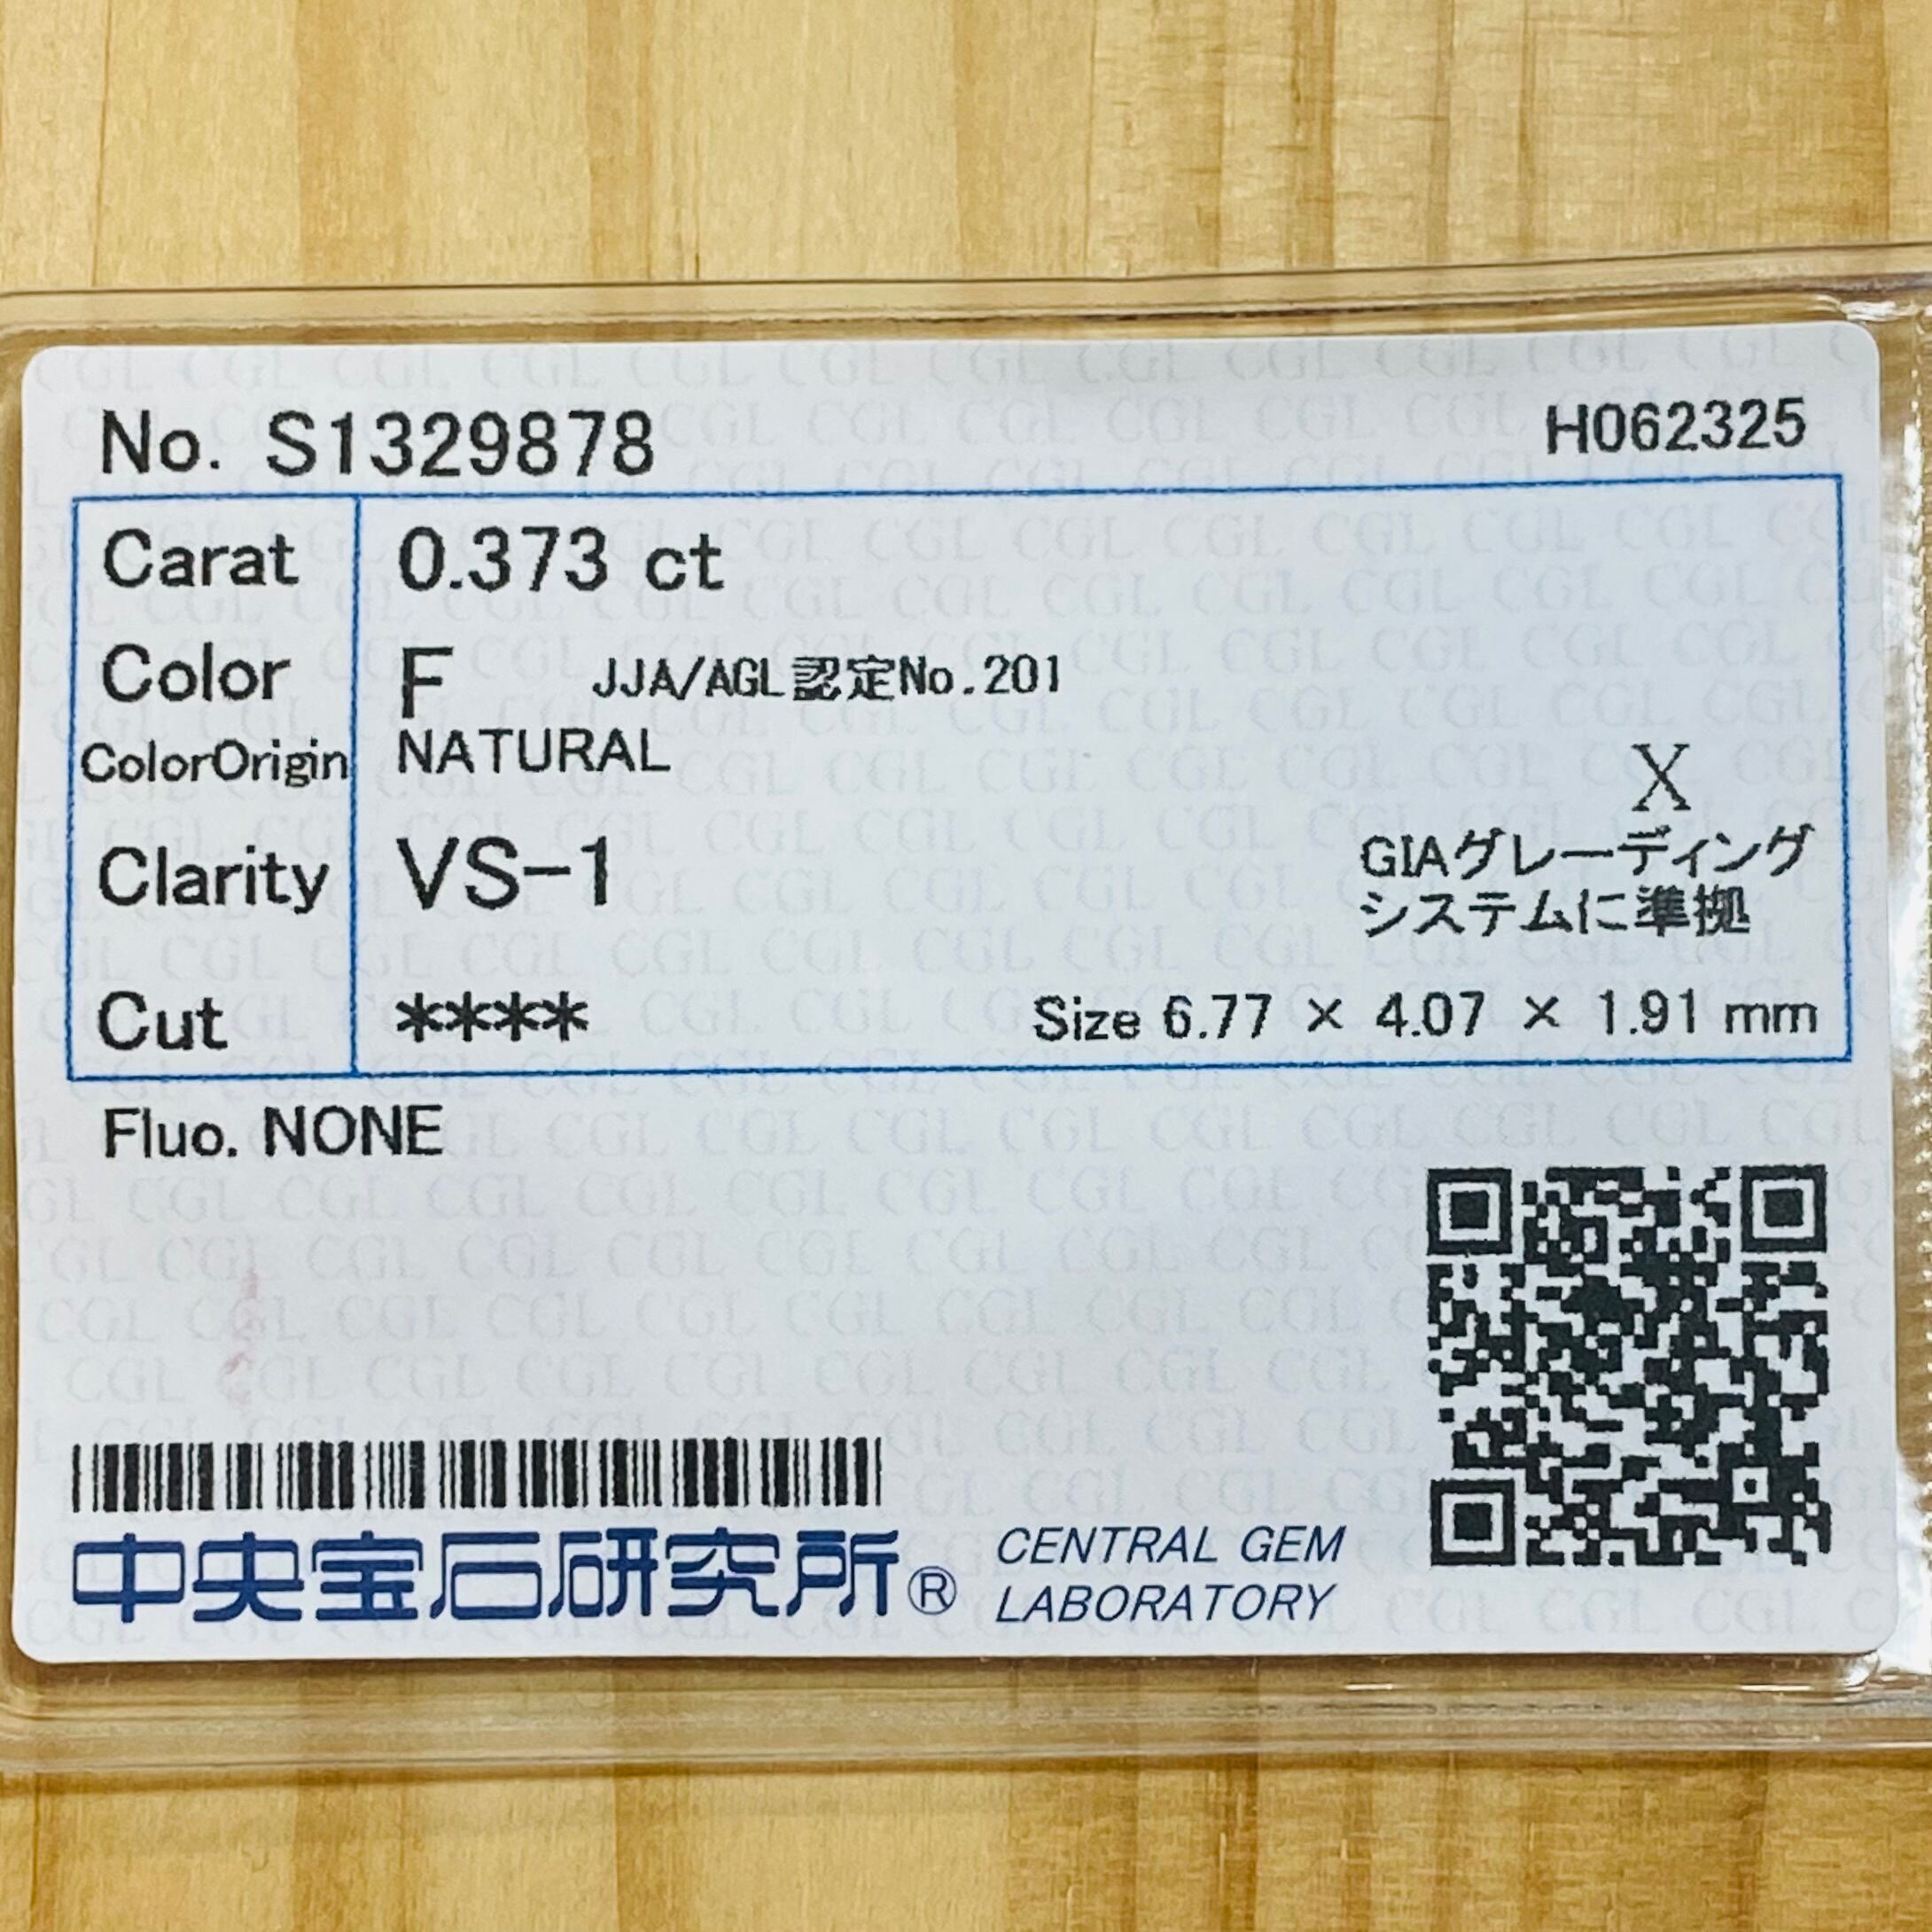 No. S1329878
H062325
Carat 0.373 ct
Color F JJA/AGL認定No.201
ColorOrigin NATURAL
X
Clarity VS-1
GIAグレーディング
システムに準拠
Cut **** Size 6.77 × 4.07 × 1.91 mm
Fluo. NONE
中央宝石研究所® CENTRAL GEM
LABORATORY